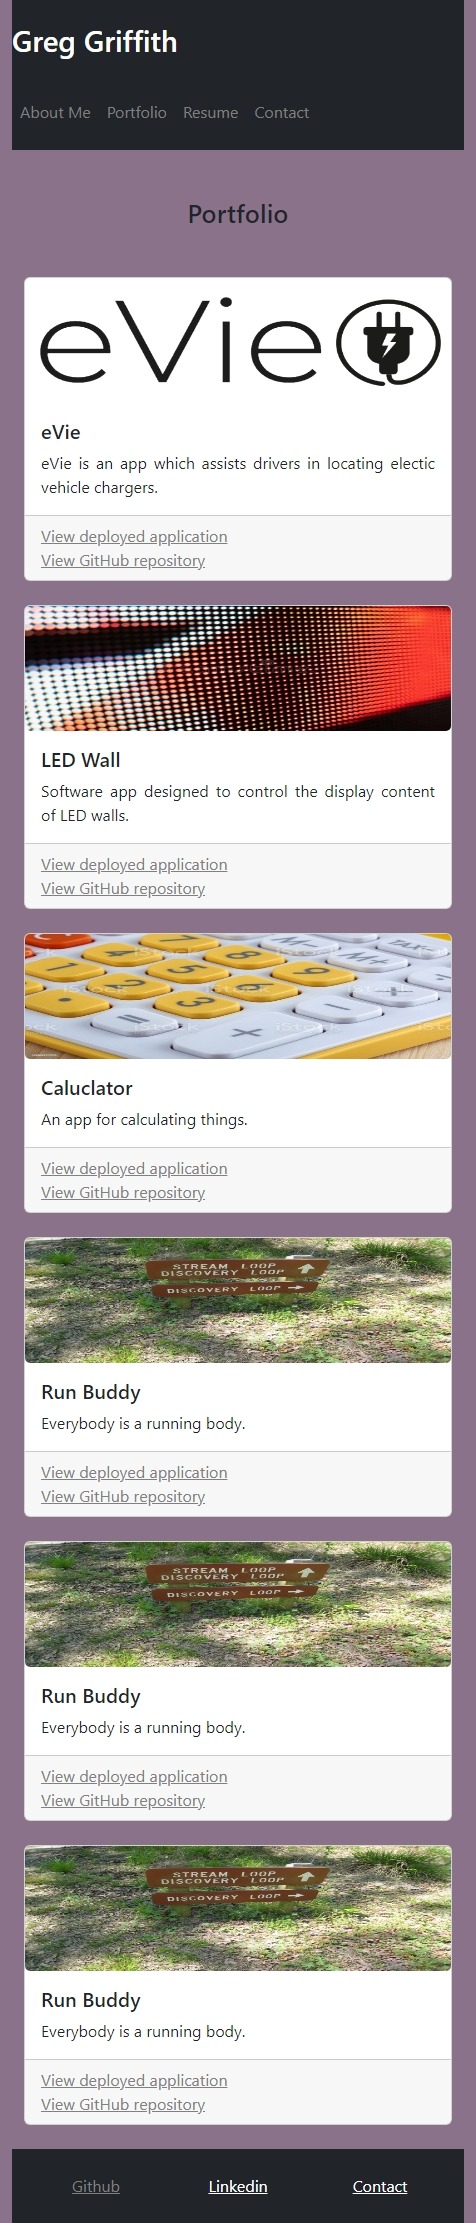 Greg Griffith
About Me Portfolio Resume Contact
Portfolio
eVie
eVie
eVie is an app which assists drivers in locating electic
vehicle chargers.
View deployed application
View GitHub repository
LED Wall
Software app designed to control the display content
of LED walls.
View deployed application
View GitHub repository
iStock
iStock
iStock
Caluclator
An app for calculating things.
View deployed application
View GitHub repository
STREAM LOOP
DISCOVERY LOOP
DISCOVERY LOOP
Run Buddy
Everybody is a running body.
View deployed application
View GitHub repository
STREAM LOOP
DISCOVERY LOOP
DISCOVERY LOOP
Run Buddy
Everybody is a running body.
View deployed application
View GitHub repository
STREAM LOOP
DISCOVERY LOOP
DISCOVERY LOOP
Run Buddy
Everybody is a running body.
View deployed application
View GitHub repository
Github Linkedin Contact